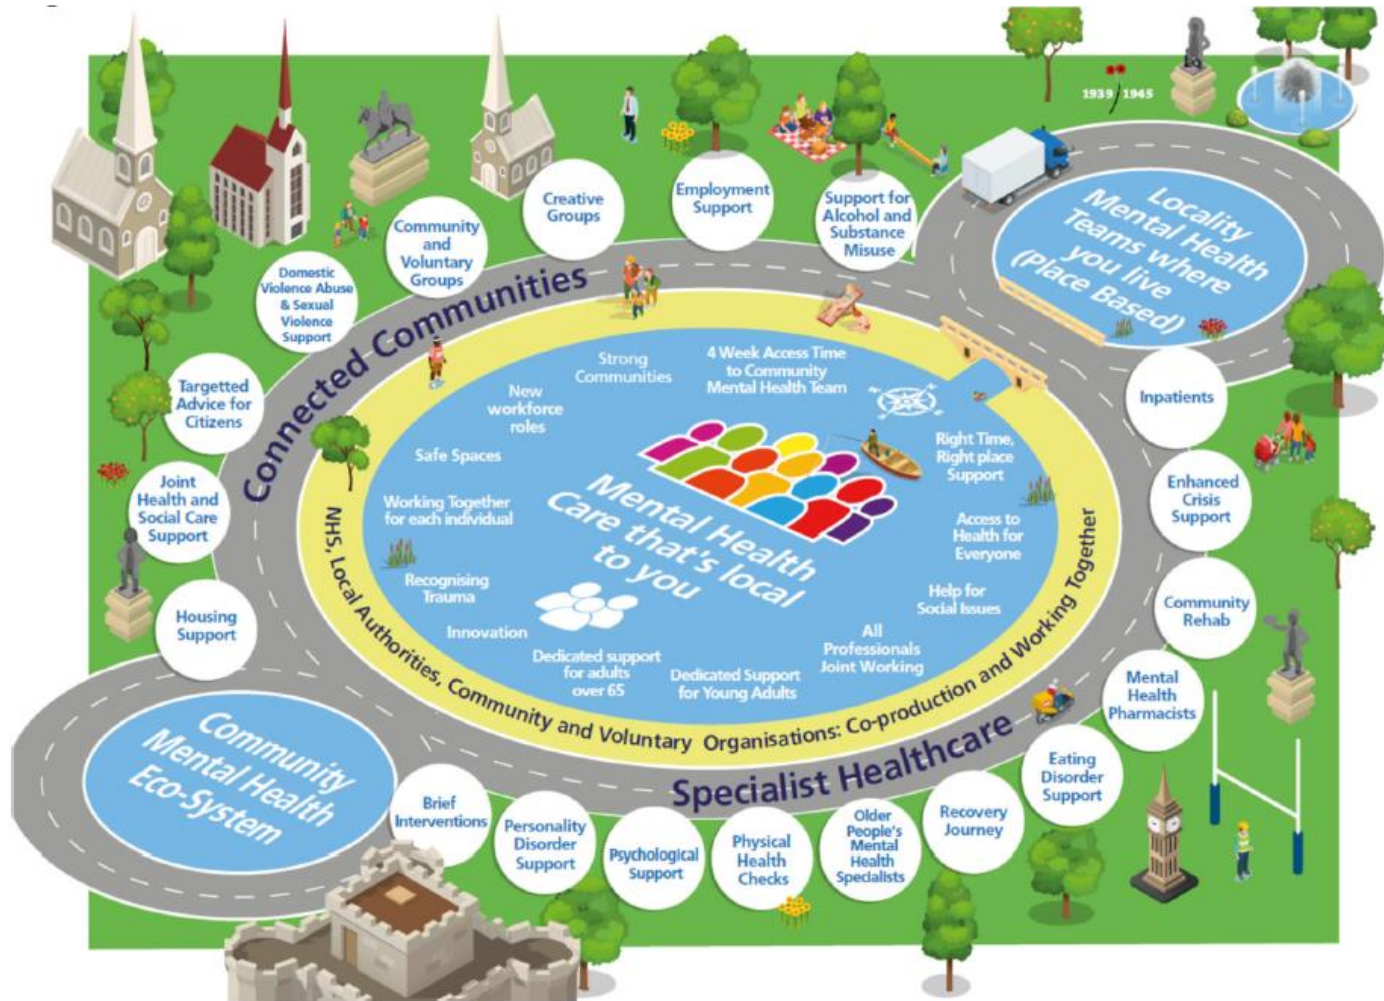 1939 1945
Locality
Mental Health
Teams where
you live
(Place Based)
Creative
Groups
Employment
Support
Support for
Alcohol and
Substance
Misuse
Community
and
Voluntary
Groups
Domestic
Violence Abuse
& Sexual
Violence
Support
Targetted
Advice for
Citizens
Joint
Health and
Social Care
Support
Housing
Support
Connected Communities
Strong
Communities
4 Week Access Time
to Community
Mental Health Team
New
workforce
roles
Safe Spaces
Working Together
for each individual
Recognising
Trauma
Innovation
Dedicated support
for adults
over 65
Dedicated Support
for Young Adults
All
Professionals
Joint Working
Help for
Social Issues
Access to
Health for
Everyone
Right Time,
Right place
Support
Mental Health
Care that's local
to you
NHS, Local Authorities, Community and Voluntary Organisations: Co-production and Working Together
Specialist Healthcare
Inpatients
Enhanced
Crisis
Support
Community
Rehab
Mental
Health
Pharmacists
Eating
Disorder
Support
Recovery
Journey
Older
People's
Mental
Health
Specialists
Physical
Health
Checks
Psychological
Support
Personality
Disorder
Support
Brief
Interventions
Community
Mental Health
Eco-System